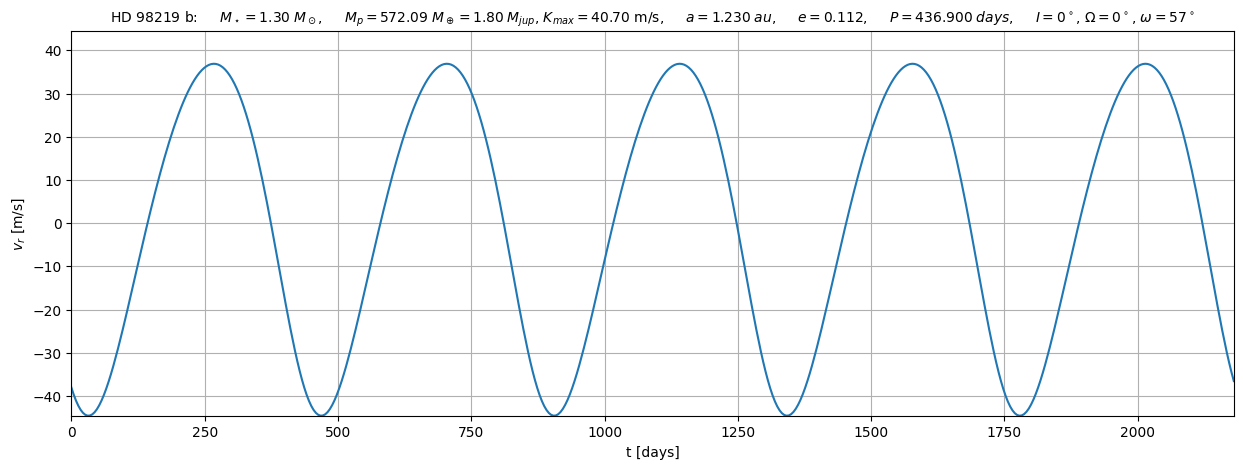 HD 98219 b: M⋆ = 1.30 M⊙, Mp = 572.09 M⊕ = 1.80 Mjup, Kmax = 40.70 m/s, a = 1.230 au, e = 0.112, P = 436.900 days, I = 0°, Ω = 0°, ω = 57°
40
30
20
10
0
−10
−20
−30
−40
vr [m/s]
0 250 500 750 1000 1250 1500 1750 2000
t [days]